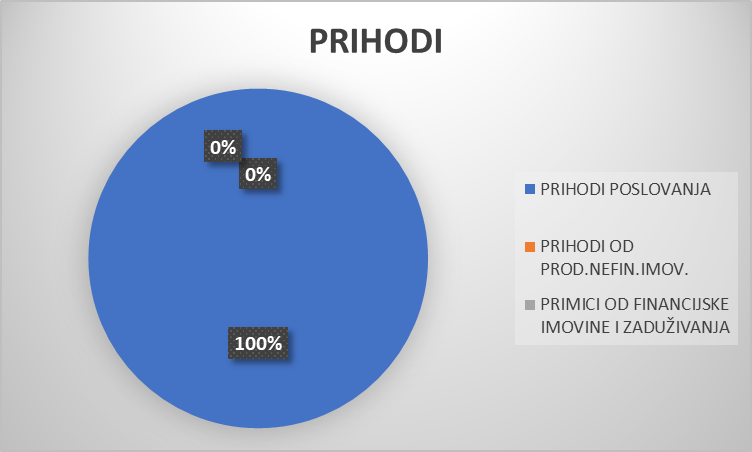 PRIHODI
0%
0%
100%
PRIHODI POSLOVANJA
PRIHODI OD
PROD.NEFIN.IMOV.
PRIMICI OD FINANCIJSKE
IMOVINE I ZADUŽIVANJA